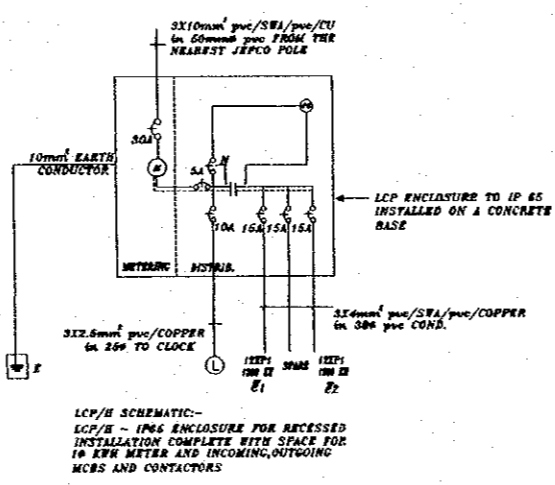 3X10mm² pvc/SWA/pvc/CU
in 50mmø pvc FROM THE
NEAREST JEPCO POLE
30A
10mm² EARTH
CONDUCTOR
M
5A
N
LCP ENCLOSURE TO IP 65
INSTALLED ON A CONCRETE
BASE
10A 15A 15A 15A
METERING DISTRIB.
3X4mm² pvc/SWA/pvc/COPPER
in 38ø pvc COND.
3X2.5mm² pvc/COPPER
in 25ø TO CLOCK
L
SPARE
E
LCP/H SCHEMATIC:-
LCP/H - IP66 ENCLOSURE FOR RECESSED
INSTALLATION COMPLETE WITH SPACE FOR
1ø KWH METER AND INCOMING,OUTGOING
MCBS AND CONTACTORS